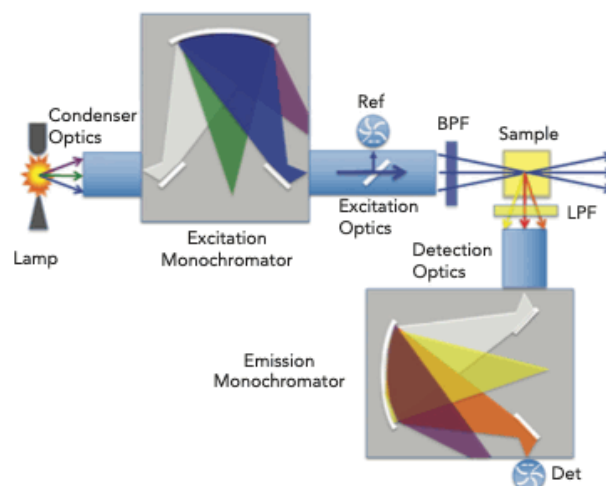 Condenser
Optics
Lamp
Excitation
Monochromator
Ref
Excitation
Optics
BPF
Sample
LPF
Detection
Optics
Emission
Monochromator
Det